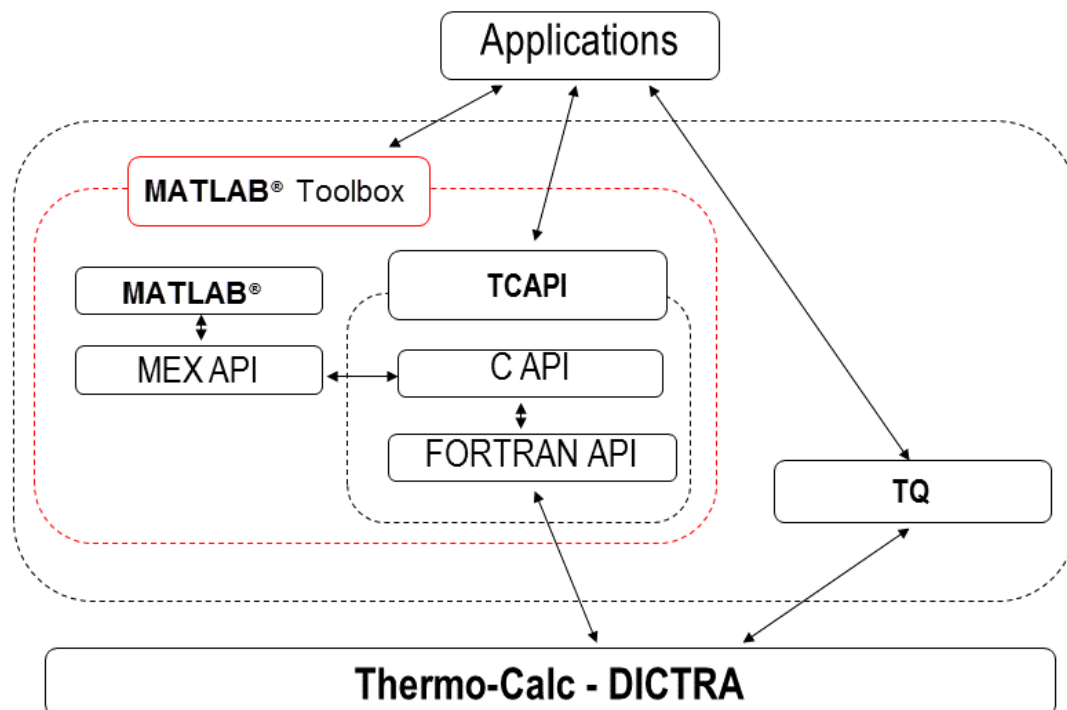 Applications
MATLAB® Toolbox
TCAPI
MATLAB®
MEX API
C API
FORTRAN API
TQ
Thermo-Calc - DICTRA